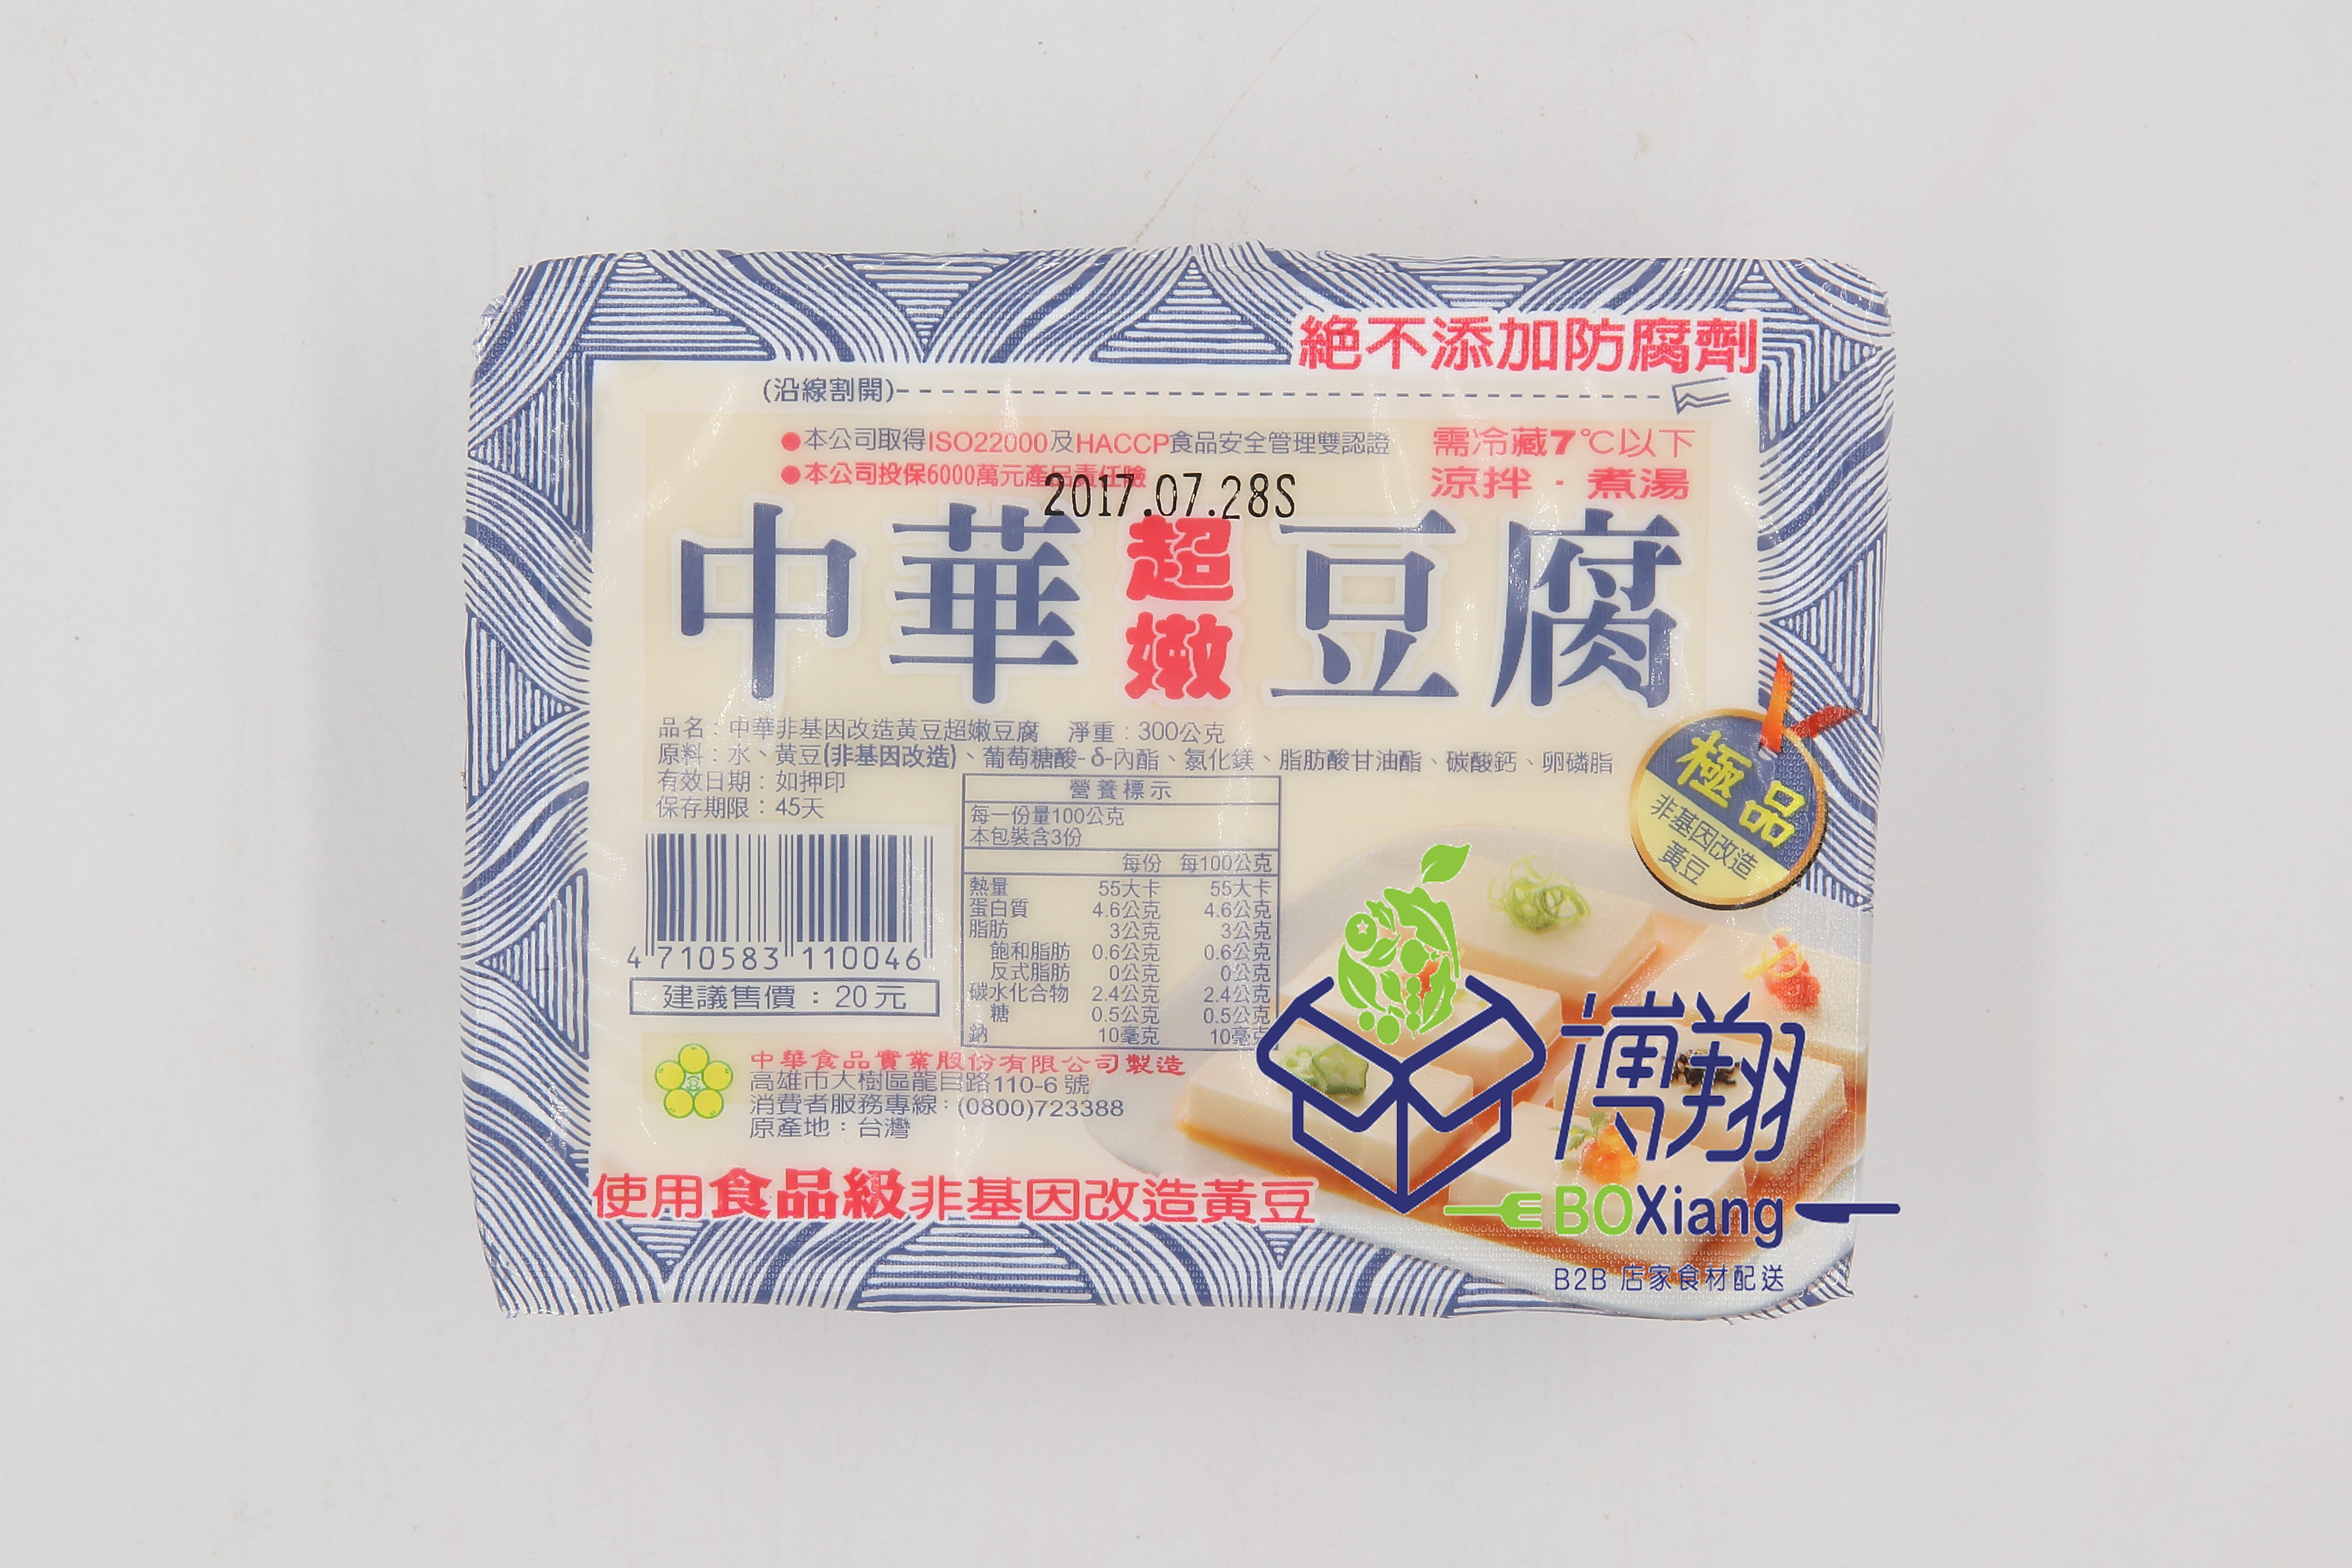 絕不添加防腐劑
(沿線割開)
●本公司取得ISO22000及HACCP食品安全管理雙認證
●本公司投保6000萬元產品責任險
需冷藏7℃以下
涼拌‧煮湯
2017.07.28S
中華超嫩豆腐
品名：中華非基因改造黃豆超嫩豆腐 淨重：300公克
原料：水、黃豆(非基因改造)、葡萄糖酸-δ-內酯、氯化鎂、脂肪酸甘油酯、碳酸鈣、卵磷脂
有效日期：如押印
保存期限：45天
極品
非基因改造
黃豆
營養標示
每一份量100公克
本包裝含3份
每份 每100公克
熱量 55大卡 55大卡
蛋白質 4.6公克 4.6公克
脂肪 3公克 3公克
飽和脂肪 0.6公克 0.6公克
反式脂肪 0公克 0公克
碳水化合物 2.4公克 2.4公克
糖 0.5公克 0.5公克
鈉 10毫克 10毫克
4 710583 110046
建議售價：20元
中華食品實業股份有限公司製造
高雄市大樹區龍目路110-6號
消費者服務專線：(0800)723388
原產地：台灣
使用食品級非基因改造黃豆
博翔
BOXiang
B2B 店家食材配送